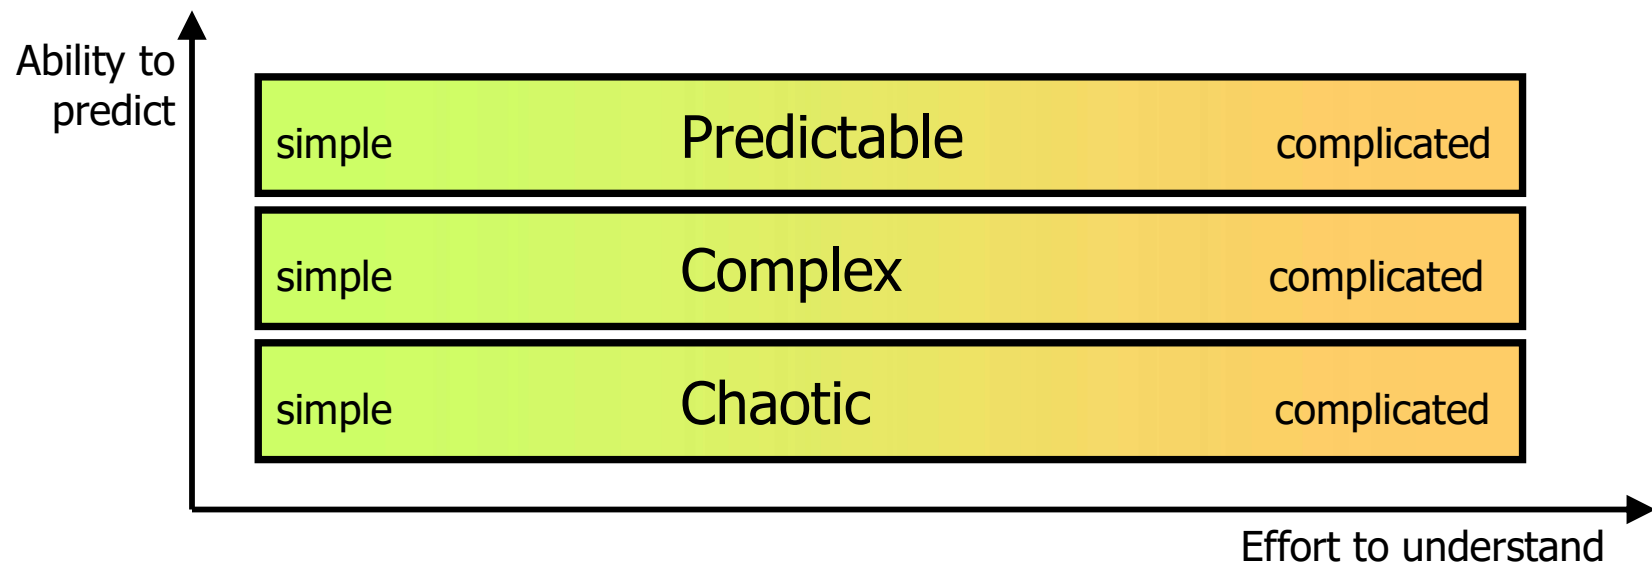 Ability to
predict
simple Predictable complicated
simple Complex complicated
simple Chaotic complicated
Effort to understand